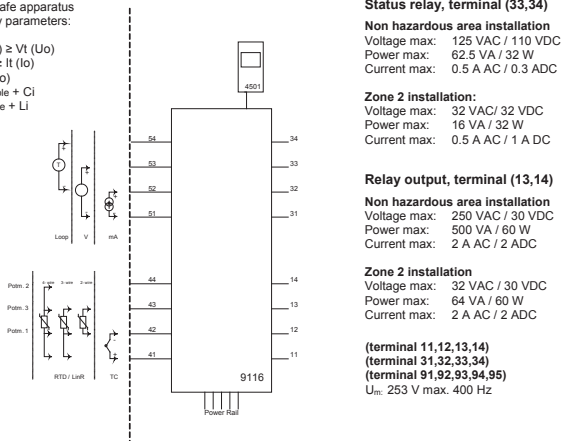 afe apparatus
parameters:
) ≥ Vt (Uo)
It (Io)
o)
+ Ci
+ Li
4501
54
53
52
51
34
33
32
31
Loop
V
mA
44
43
42
41
14
13
12
11
Potm. 2
Potm. 3
Potm. 1
4- wire
3- wire
2- wire
RTD / LinR
TC
9116
Power Rail
Status relay, terminal (33,34)
Non hazardous area installation
Voltage max: 125 VAC / 110 VDC
Power max: 62.5 VA / 32 W
Current max: 0.5 A AC / 0.3 ADC
Zone 2 installation:
Voltage max: 32 VAC/ 32 VDC
Power max: 16 VA / 32 W
Current max: 0.5 A AC / 1 A DC
Relay output, terminal (13,14)
Non hazardous area installation
Voltage max: 250 VAC / 30 VDC
Power max: 500 VA / 60 W
Current max: 2 A AC / 2 ADC
Zone 2 installation
Voltage max: 32 VAC / 30 VDC
Power max: 64 VA / 60 W
Current max: 2 A AC / 2 ADC
(terminal 11,12,13,14)
(terminal 31,32,33,34)
(terminal 91,92,93,94,95)
Um: 253 V max. 400 Hz